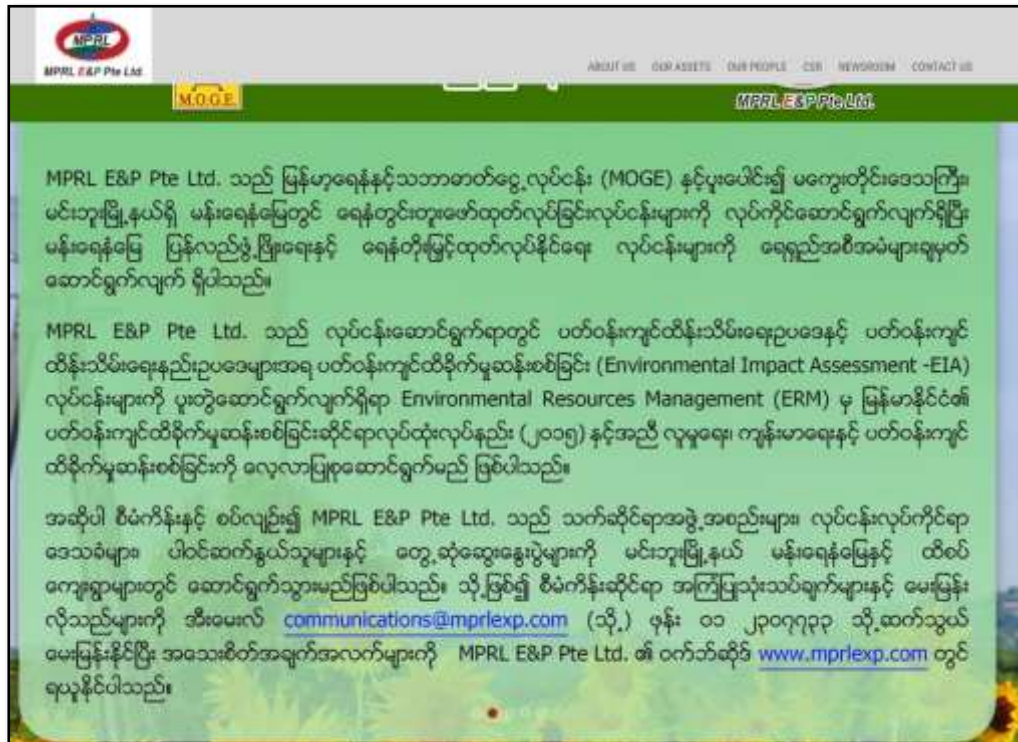 MPRL
MPRL E&P Pte Ltd.
ABOUT US OUR ASSETS OUR PEOPLE CSR NEWSROOM CONTACT US
M.O.G.E
MPRL E&P Pte Ltd.
MPRL E&P Pte Ltd. သည် မြန်မာ့ရေနံနှင့်သဘာဝဓာတ်ငွေ့လုပ်ငန်း (MOGE) နှင့်ပူးပေါင်း၍ မကွေးတိုင်းဒေသကြီး၊
မင်းဘူးမြို့နယ်ရှိ မန်းရေနံမြေတွင် ရေနံတွင်းတူးဖော်ထုတ်လုပ်ခြင်းလုပ်ငန်းများကို လုပ်ကိုင်ဆောင်ရွက်လျက်ရှိပြီး
မန်းရေနံမြေ ပြန်လည်ဖွံ့ဖြိုးရေးနှင့် ရေနံတိုးမြှင့်ထုတ်လုပ်နိုင်ရေး လုပ်ငန်းများကို ရေရှည်အစီအမံများချမှတ်
ဆောင်ရွက်လျက် ရှိပါသည်။
MPRL E&P Pte Ltd. သည် လုပ်ငန်းဆောင်ရွက်ရာတွင် ပတ်ဝန်းကျင်ထိန်းသိမ်းရေးဥပဒေနှင့် ပတ်ဝန်းကျင်
ထိန်းသိမ်းရေးနည်းဥပဒေများအရ ပတ်ဝန်းကျင်ထိခိုက်မှုဆန်းစစ်ခြင်း (Environmental Impact Assessment -EIA)
လုပ်ငန်းများကို ပူးတွဲဆောင်ရွက်လျက်ရှိရာ Environmental Resources Management (ERM) မှ မြန်မာနိုင်ငံ၏
ပတ်ဝန်းကျင်ထိခိုက်မှုဆန်းစစ်ခြင်းဆိုင်ရာလုပ်ထုံးလုပ်နည်း (၂၀၁၅) နှင့်အညီ လူမှုရေး၊ ကျန်းမာရေးနှင့် ပတ်ဝန်းကျင်
ထိခိုက်မှုဆန်းစစ်ခြင်းကို လေ့လာပြုစုဆောင်ရွက်မည် ဖြစ်ပါသည်။
အဆိုပါ စီမံကိန်းနှင့် စပ်လျဉ်း၍ MPRL E&P Pte Ltd. သည် သက်ဆိုင်ရာအဖွဲ့အစည်းများ၊ လုပ်ငန်းလုပ်ကိုင်ရာ
ဒေသခံများ၊ ပါဝင်ဆက်နွယ်သူများနှင့် တွေ့ဆုံဆွေးနွေးပွဲများကို မင်းဘူးမြို့နယ် မန်းရေနံမြေနှင့် ထိစပ်
ကျေးရွာများတွင် ဆောင်ရွက်သွားမည်ဖြစ်ပါသည်။ သို့ဖြစ်၍ စီမံကိန်းဆိုင်ရာ အကြံပြုသုံးသပ်ချက်များနှင့် မေးမြန်း
လိုသည်များကို အီးမေးလ် communications@mprlexp.com (သို့) ဖုန်း ၀၁ ၂၃၀၇၇၃၃ သို့ဆက်သွယ်
မေးမြန်းနိုင်ပြီး အသေးစိတ်အချက်အလက်များကို MPRL E&P Pte Ltd. ၏ ဝက်ဘ်ဆိုဒ် www.mprlexp.com တွင်
ရယူနိုင်ပါသည်။